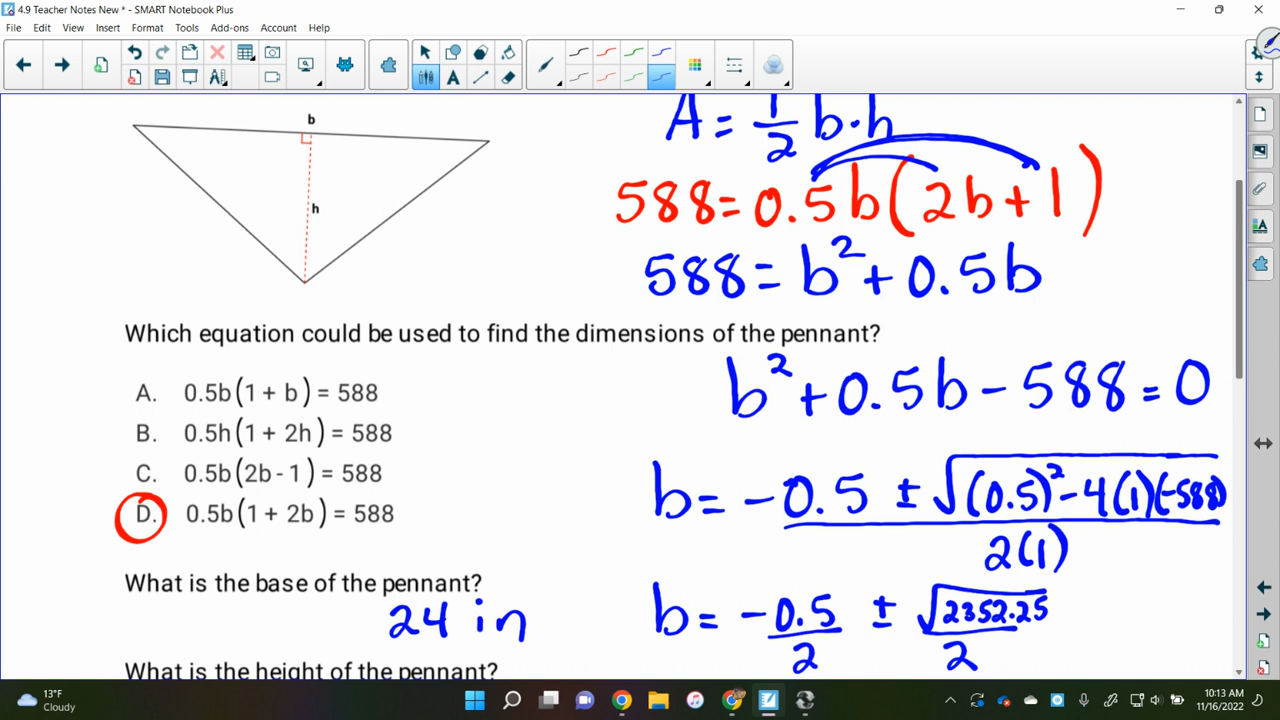 4.9 Teacher Notes New * - SMART Notebook Plus
File Edit View Insert Format Tools Add-ons Account Help
b
h
A = 1/2 b·h
588 = 0.5b(2b + 1)
588 = b² + 0.5b
Which equation could be used to find the dimensions of the pennant?
b² + 0.5b - 588 = 0
A. 0.5b(1 + b) = 588
B. 0.5h(1 + 2h) = 588
C. 0.5b(2b - 1) = 588
D. 0.5b(1 + 2b) = 588
b = -0.5 ± √(0.5)² - 4(1)(-588)
2(1)
What is the base of the pennant?
24 in
b = -0.5/2 ± √2352.25/2
What is the height of the pennant?
13°F
Cloudy
10:13 AM
11/16/2022